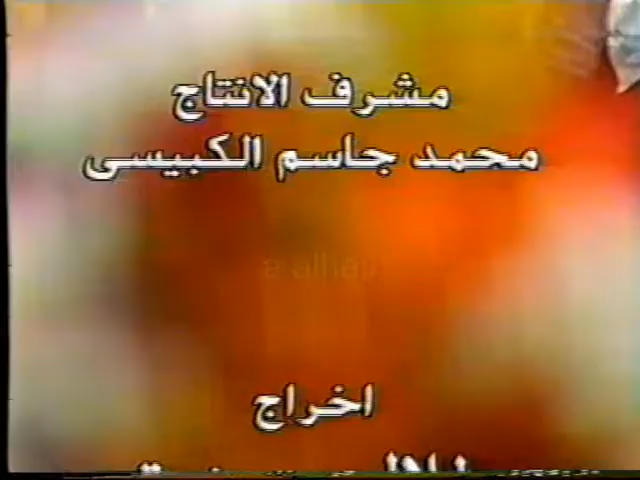 مشرف الانتاج
محمد جاسم الكبيسى
اخراج